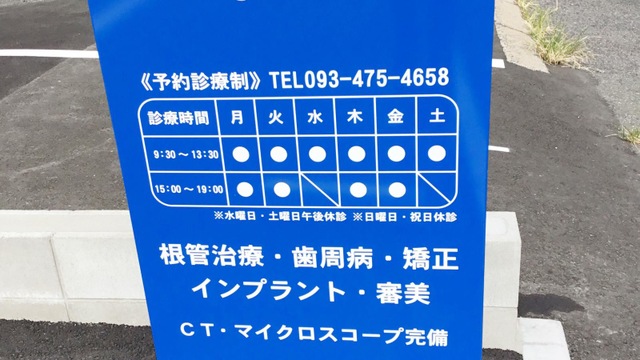 《予約診療制》TEL093-475-4658
診療時間 月 火 水 木 金 土
9:30～13:30 ● ● ● ● ● ●
15:00～19:00 ● ● ＼ ● ● ＼
※水曜日・土曜日午後休診 ※日曜日・祝日休診
根管治療・歯周病・矯正
インプラント・審美
CT・マイクロスコープ完備